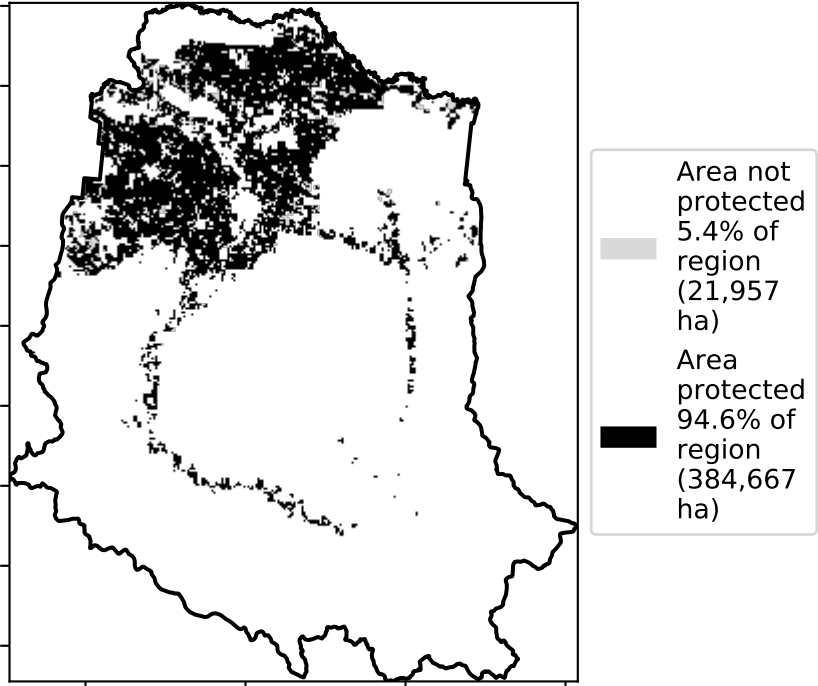 Area not
protected
5.4% of
region
(21,957
ha)
Area
protected
94.6% of
region
(384,667
ha)